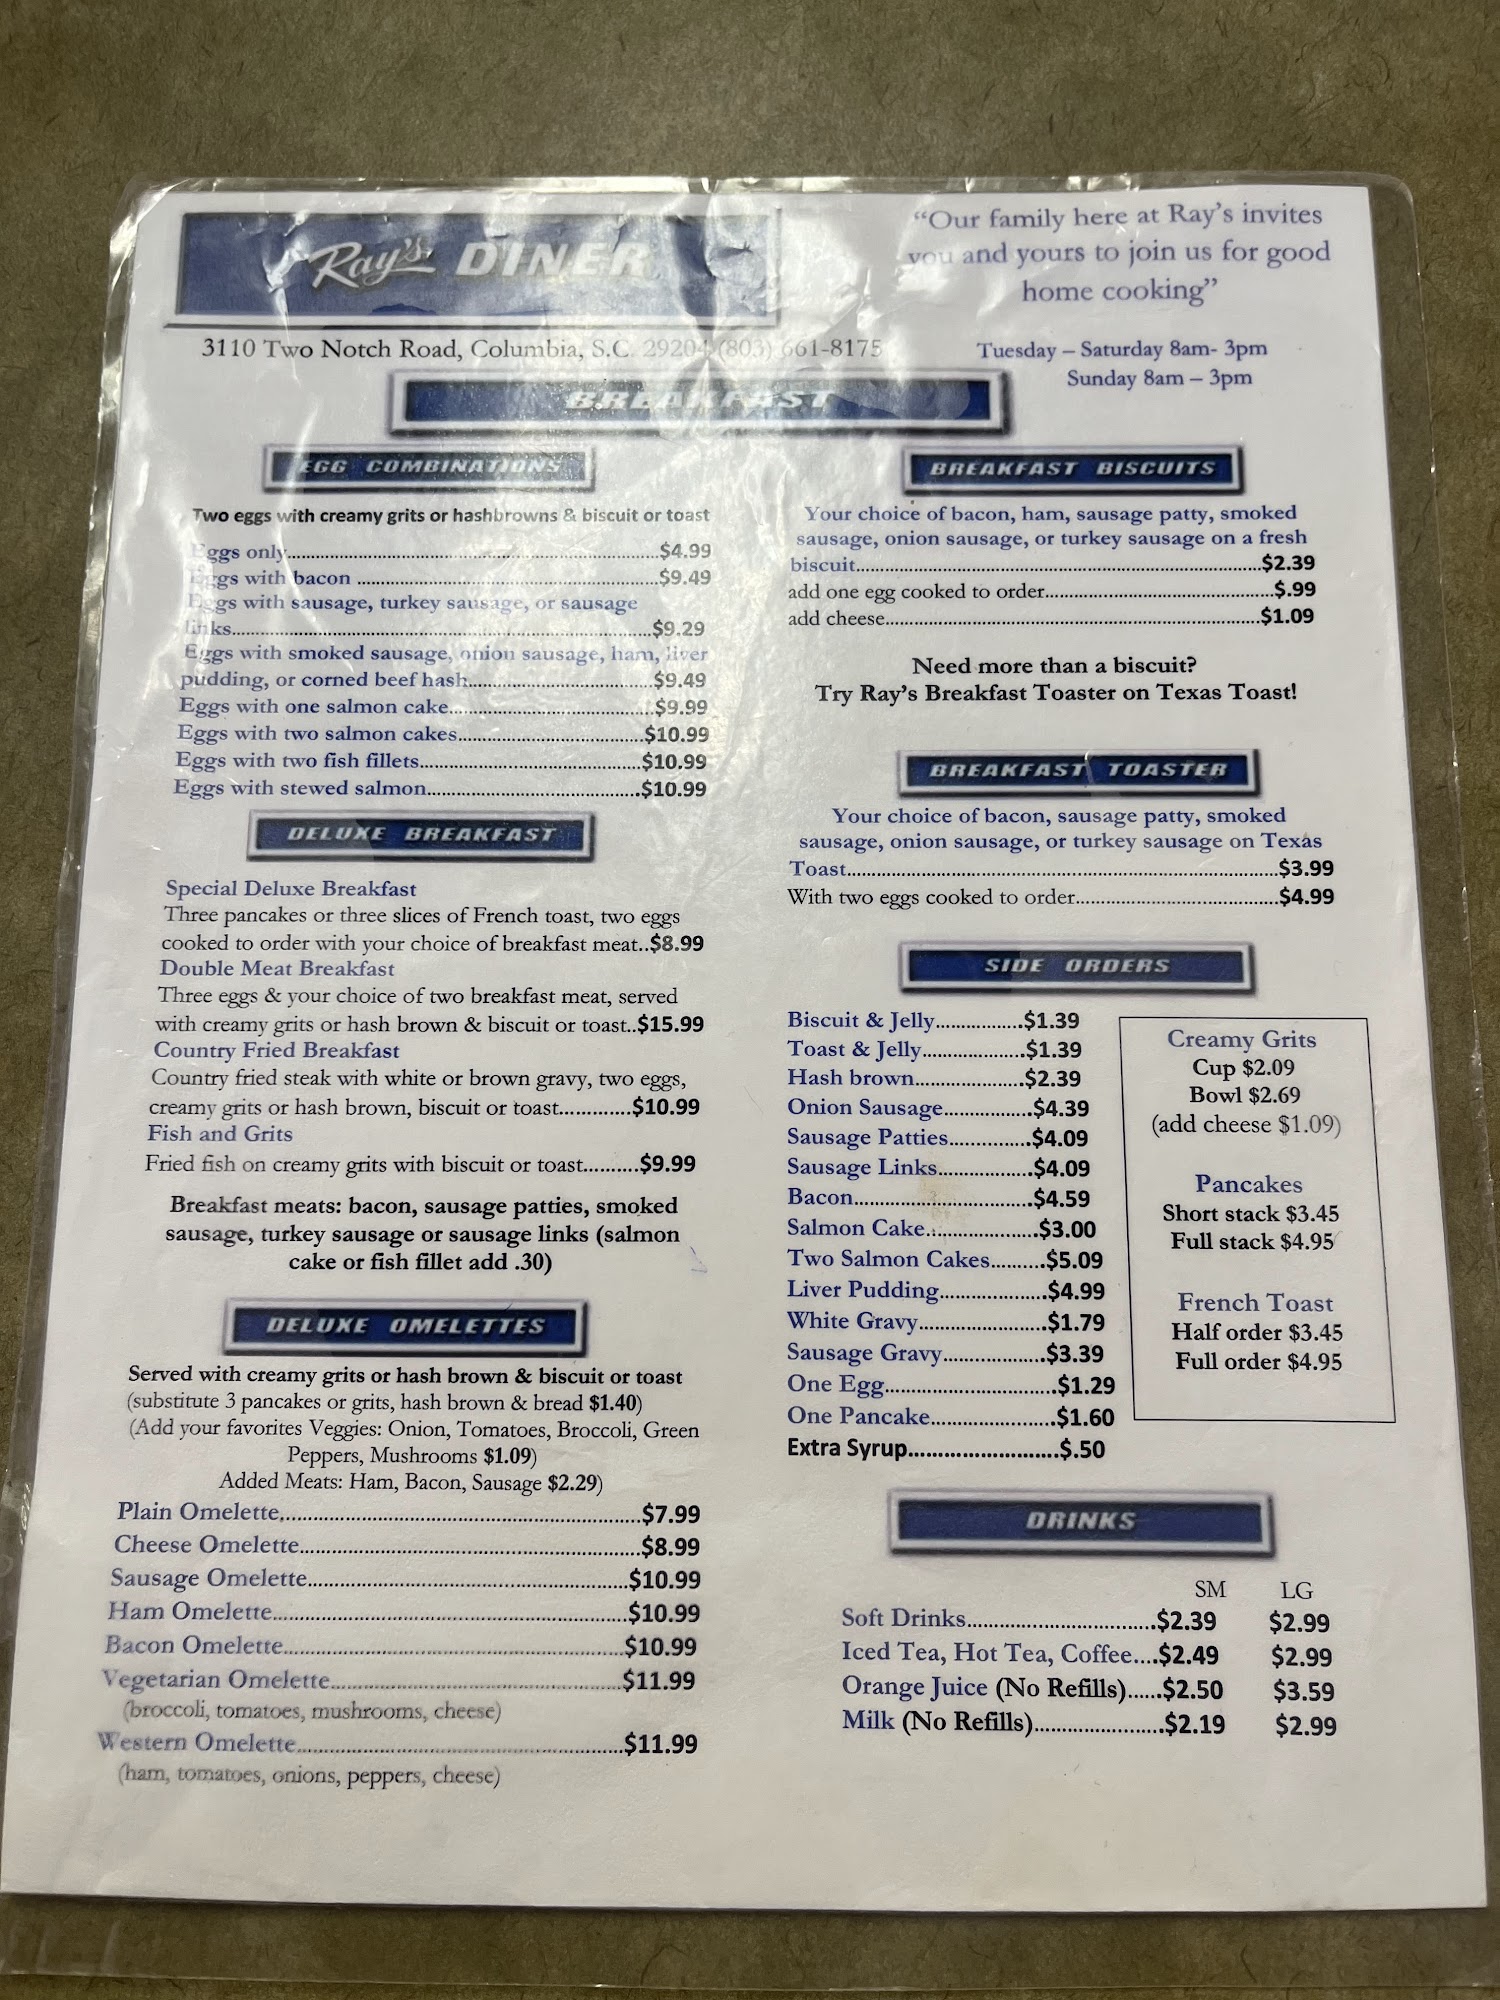 Ray's DINER
"Our family here at Ray's invites
you and yours to join us for good
home cooking"
3110 Two Notch Road, Columbia, S.C. 29204 (803) 661-8175
Tuesday – Saturday 8am- 3pm
Sunday 8am – 3pm
BREAKFAST
EGG COMBINATIONS
Two eggs with creamy grits or hashbrowns & biscuit or toast
Eggs only....................$4.99
Eggs with bacon ....................$9.49
Eggs with sausage, turkey sausage, or sausage
links....................$9.29
Eggs with smoked sausage, onion sausage, ham, liver
pudding, or corned beef hash....................$9.49
Eggs with one salmon cake....................$9.99
Eggs with two salmon cakes....................$10.99
Eggs with two fish fillets....................$10.99
Eggs with stewed salmon....................$10.99
DELUXE BREAKFAST
Special Deluxe Breakfast
Three pancakes or three slices of French toast, two eggs
cooked to order with your choice of breakfast meat..$8.99
Double Meat Breakfast
Three eggs & your choice of two breakfast meat, served
with creamy grits or hash brown & biscuit or toast..$15.99
Country Fried Breakfast
Country fried steak with white or brown gravy, two eggs,
creamy grits or hash brown, biscuit or toast............$10.99
Fish and Grits
Fried fish on creamy grits with biscuit or toast..........$9.99
Breakfast meats: bacon, sausage patties, smoked
sausage, turkey sausage or sausage links (salmon
cake or fish fillet add .30)
DELUXE OMELETTES
Served with creamy grits or hash brown & biscuit or toast
(substitute 3 pancakes or grits, hash brown & bread $1.40)
(Add your favorites Veggies: Onion, Tomatoes, Broccoli, Green
Peppers, Mushrooms $1.09)
Added Meats: Ham, Bacon, Sausage $2.29)
Plain Omelette....................$7.99
Cheese Omelette....................$8.99
Sausage Omelette....................$10.99
Ham Omelette....................$10.99
Bacon Omelette....................$10.99
Vegetarian Omelette....................$11.99
(broccoli, tomatoes, mushrooms, cheese)
Western Omelette....................$11.99
(ham, tomatoes, onions, peppers, cheese)
BREAKFAST BISCUITS
Your choice of bacon, ham, sausage patty, smoked
sausage, onion sausage, or turkey sausage on a fresh
biscuit....................$2.39
add one egg cooked to order....................$.99
add cheese....................$1.09
Need more than a biscuit?
Try Ray's Breakfast Toaster on Texas Toast!
BREAKFAST TOASTER
Your choice of bacon, sausage patty, smoked
sausage, onion sausage, or turkey sausage on Texas
Toast....................$3.99
With two eggs cooked to order....................$4.99
SIDE ORDERS
Biscuit & Jelly.................$1.39
Toast & Jelly....................$1.39
Hash brown.....................$2.39
Onion Sausage.................$4.39
Sausage Patties................$4.09
Sausage Links..................$4.09
Bacon....................$4.59
Salmon Cake....................$3.00
Two Salmon Cakes..........$5.09
Liver Pudding....................$4.99
White Gravy....................$1.79
Sausage Gravy...................$3.39
One Egg....................$1.29
One Pancake....................$1.60
Extra Syrup.........................$.50
Creamy Grits
Cup $2.09
Bowl $2.69
(add cheese $1.09)
Pancakes
Short stack $3.45
Full stack $4.95
French Toast
Half order $3.45
Full order $4.95
DRINKS
SM LG
Soft Drinks....................$2.39 $2.99
Iced Tea, Hot Tea, Coffee....$2.49 $2.99
Orange Juice (No Refills)......$2.50 $3.59
Milk (No Refills)....................$2.19 $2.99